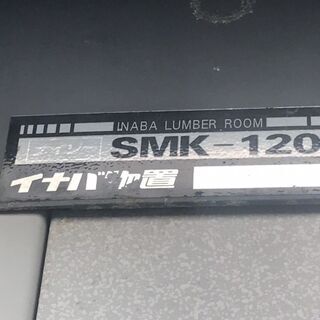 INABA LUMBER ROOM
SMK-120
イナバ 置